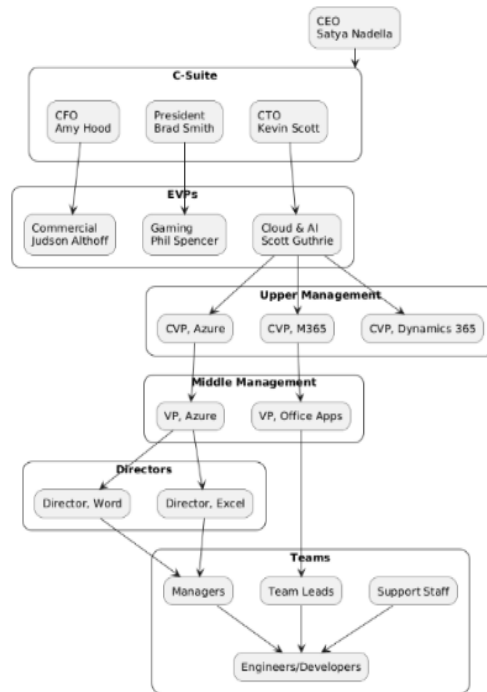 CEO
Satya Nadella
C-Suite
CFO
Amy Hood
President
Brad Smith
CTO
Kevin Scott
EVPs
Commercial
Judson Althoff
Gaming
Phil Spencer
Cloud & AI
Scott Guthrie
Upper Management
CVP, Azure
CVP, M365
CVP, Dynamics 365
Middle Management
VP, Azure
VP, Office Apps
Directors
Director, Word
Director, Excel
Teams
Managers
Team Leads
Support Staff
Engineers/Developers